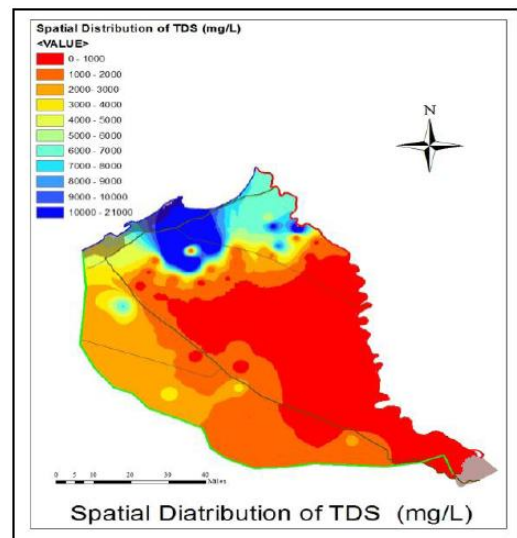 Spatial Distribution of TDS (mg/L)
<VALUE>
0 - 1000
1000 - 2000
2000 - 3000
3000 - 4000
4000 - 5000
5000 - 6000
6000 - 7000
7000 - 8000
8000 - 9000
9000 - 10000
10000 - 21000
N
0 5 10 20 30 40
Miles
Spatial Diatribution of TDS (mg/L)